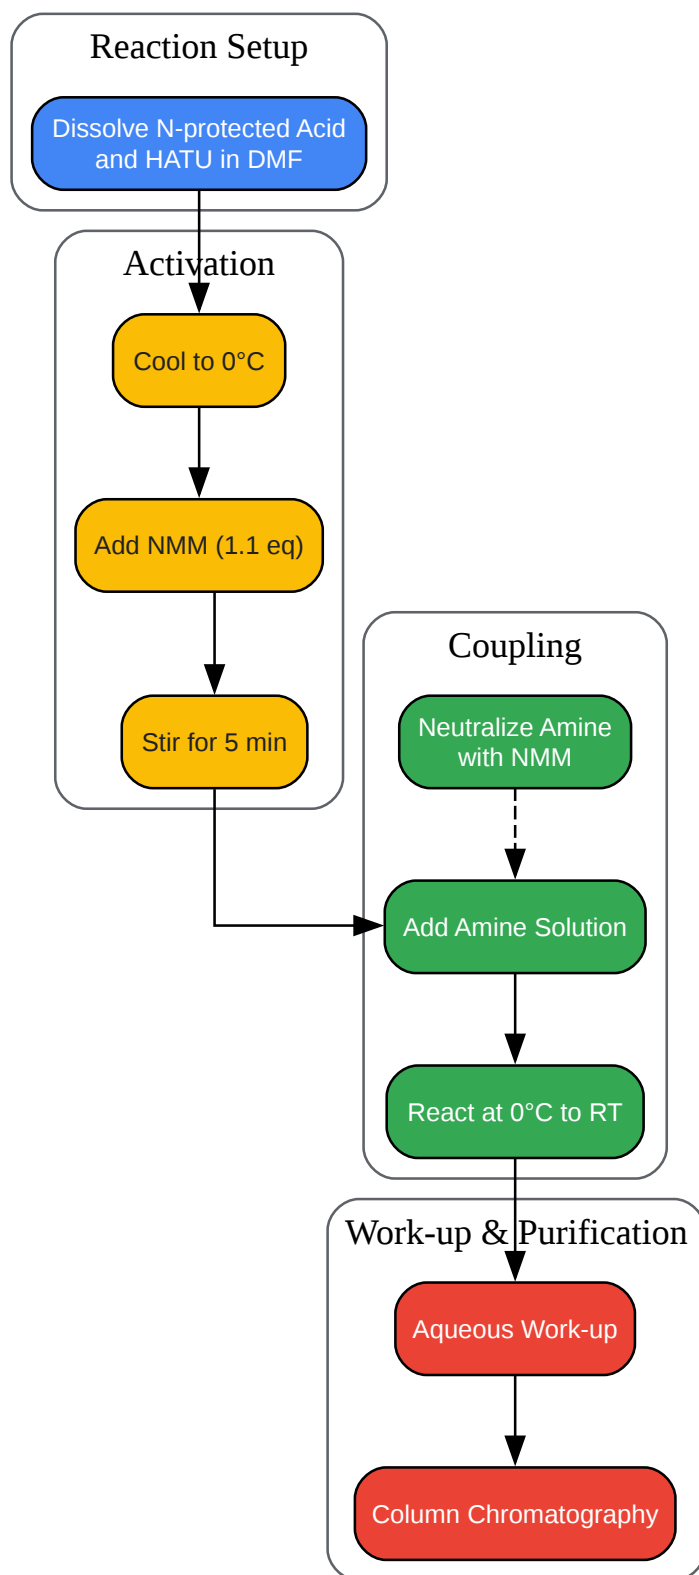 Reaction Setup
Dissolve N-protected Acid
and HATU in DMF
Activation
Cool to 0°C
Add NMM (1.1 eq)
Stir for 5 min
Coupling
Neutralize Amine
with NMM
Add Amine Solution
React at 0°C to RT
Work-up & Purification
Aqueous Work-up
Column Chromatography